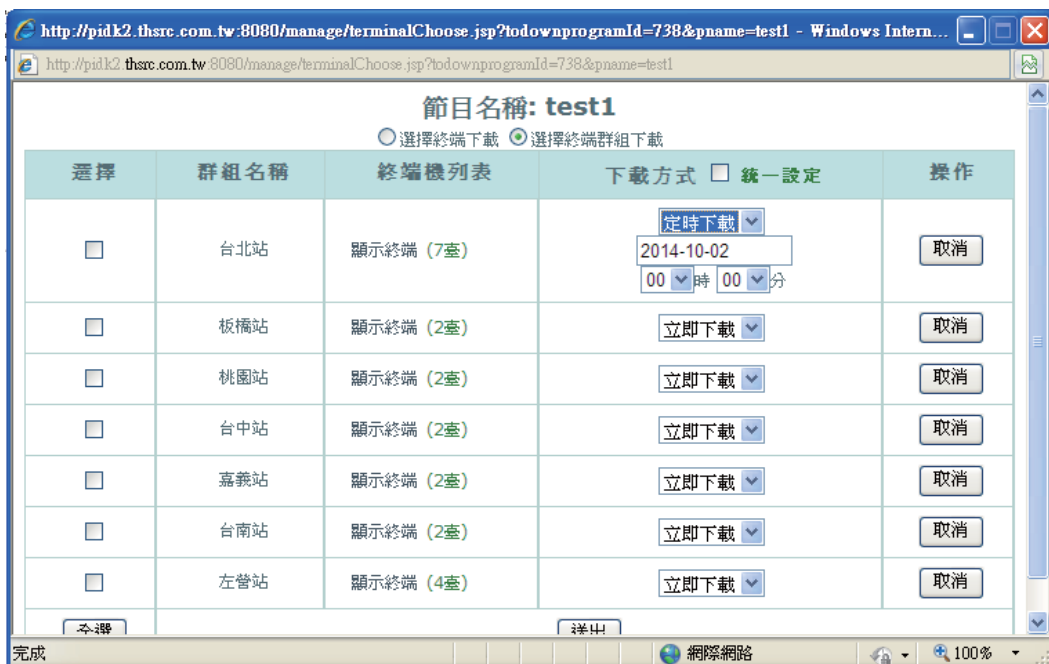 http://pidk2.thsrc.com.tw:8080/manage/terminalChoose.jsp?todownprogramId=738&pname=test1 - Windows Intern...
http://pidk2.thsrc.com.tw:8080/manage/terminalChoose.jsp?todownprogramId=738&pname=test1
節目名稱: test1
選擇終端下載 選擇終端群組下載
選擇 群組名稱 終端機列表 下載方式 統一設定 操作
定時下載
台北站 顯示終端 (7臺) 2014-10-02 取消
00 時 00 分
板橋站 顯示終端 (2臺) 立即下載 取消
桃園站 顯示終端 (2臺) 立即下載 取消
台中站 顯示終端 (2臺) 立即下載 取消
嘉義站 顯示終端 (2臺) 立即下載 取消
台南站 顯示終端 (2臺) 立即下載 取消
左營站 顯示終端 (4臺) 立即下載 取消
全選 送出
完成 網際網路 100%